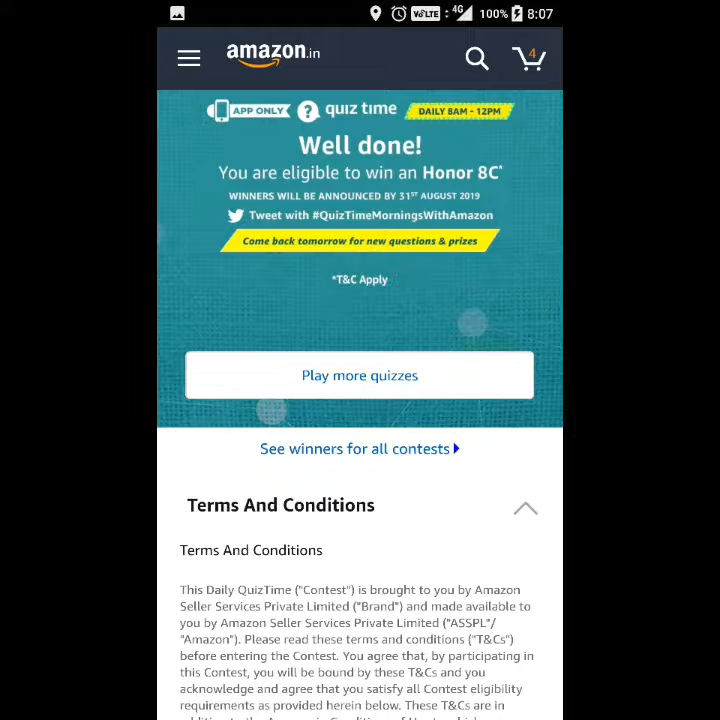 4G VoLTE 100% 8:07
amazon.in
4
APP ONLY ? quiz time DAILY 8AM - 12PM
Well done!
You are eligible to win an Honor 8C*
WINNERS WILL BE ANNOUNCED BY 31ST AUGUST 2019
Tweet with #QuizTimeMorningsWithAmazon
Come back tomorrow for new questions & prizes
*T&C Apply
Play more quizzes
See winners for all contests
Terms And Conditions
Terms And Conditions
This Daily QuizTime ("Contest") is brought to you by Amazon
Seller Services Private Limited ("Brand") and made available to
you by Amazon Seller Services Private Limited ("ASSPL"/
"Amazon"). Please read these terms and conditions ("T&Cs")
before entering the Contest. You agree that, by participating in
this Contest, you will be bound by these T&Cs and you
acknowledge and agree that you satisfy all Contest eligibility
requirements as provided herein below. These T&Cs are in